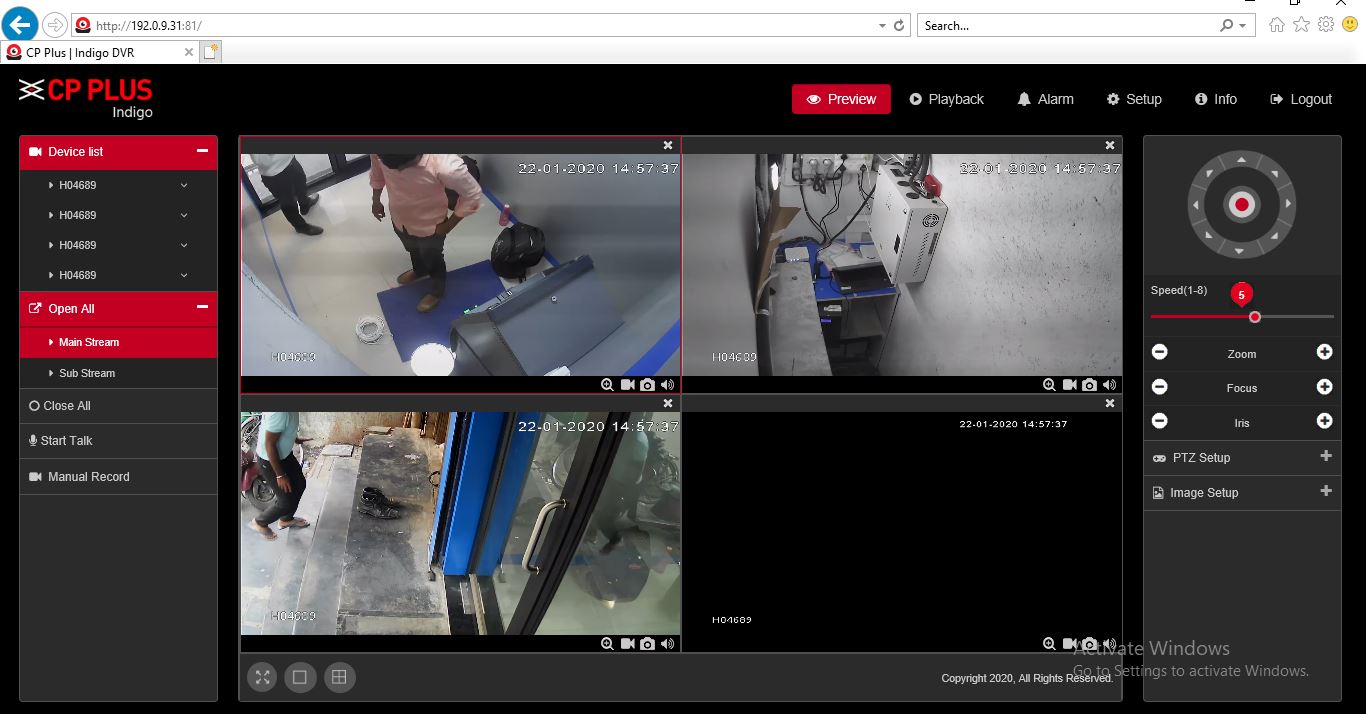 http://192.0.9.31:81/
Search...
CP Plus | Indigo DVR
CP PLUS
Indigo
Preview
Playback
Alarm
Setup
Info
Logout
Device list
H04689
H04689
H04689
H04689
Open All
Main Stream
Sub Stream
Close All
Start Talk
Manual Record
22-01-2020 14:57:37
H04689
22-01-2020 14:57:37
H04689
22-01-2020 14:57:37
H04689
22-01-2020 14:57:37
H04689
Speed(1-8)
5
Zoom
Focus
Iris
PTZ Setup
Image Setup
Copyright 2020, All Rights Reserved.
Activate Windows
Go to Settings to activate Windows.